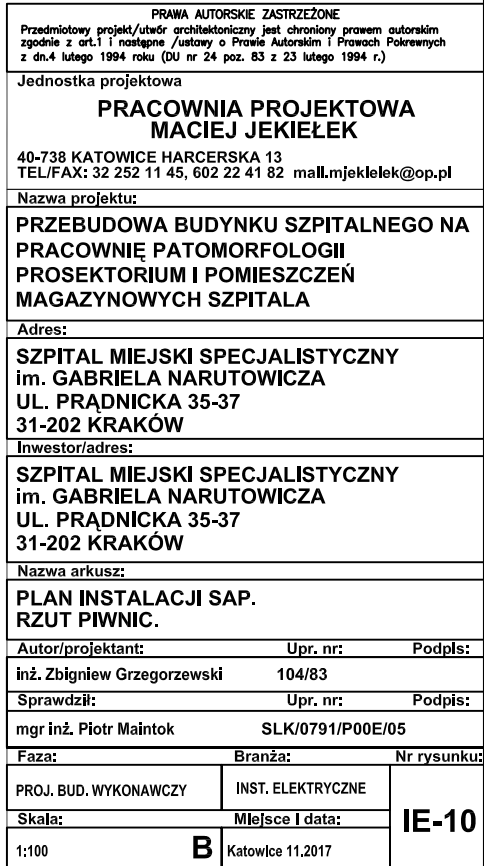 PRAWA AUTORSKIE ZASTRZEŻONE
Przedmiotowy projekt/utwór architektoniczny jest chroniony prawem autorskim
zgodnie z art.1 i następne /ustawy o Prawie Autorskim i Prawach Pokrewnych
z dn.4 lutego 1994 roku (DU nr 24 poz. 83 z 23 lutego 1994 r.)
Jednostka projektowa
PRACOWNIA PROJEKTOWA
MACIEJ JEKIEŁEK
40-738 KATOWICE HARCERSKA 13
TEL/FAX: 32 252 11 45, 602 22 41 82 mail.mjekielek@op.pl
Nazwa projektu:
PRZEBUDOWA BUDYNKU SZPITALNEGO NA
PRACOWNIĘ PATOMORFOLOGII
PROSEKTORIUM I POMIESZCZEŃ
MAGAZYNOWYCH SZPITALA
Adres:
SZPITAL MIEJSKI SPECJALISTYCZNY
im. GABRIELA NARUTOWICZA
UL. PRĄDNICKA 35-37
31-202 KRAKÓW
Inwestor/adres:
SZPITAL MIEJSKI SPECJALISTYCZNY
im. GABRIELA NARUTOWICZA
UL. PRĄDNICKA 35-37
31-202 KRAKÓW
Nazwa arkusz:
PLAN INSTALACJI SAP.
RZUT PIWNIC.
Autor/projektant: Upr. nr: Podpis:
inż. Zbigniew Grzegorzewski 104/83
Sprawdził: Upr. nr: Podpis:
mgr inż. Piotr Maintok SLK/0791/P00E/05
Faza: Branża: Nr rysunku:
PROJ. BUD. WYKONAWCZY INST. ELEKTRYCZNE
IE-10
Skala: Miejsce i data:
1:100 B Katowice 11.2017